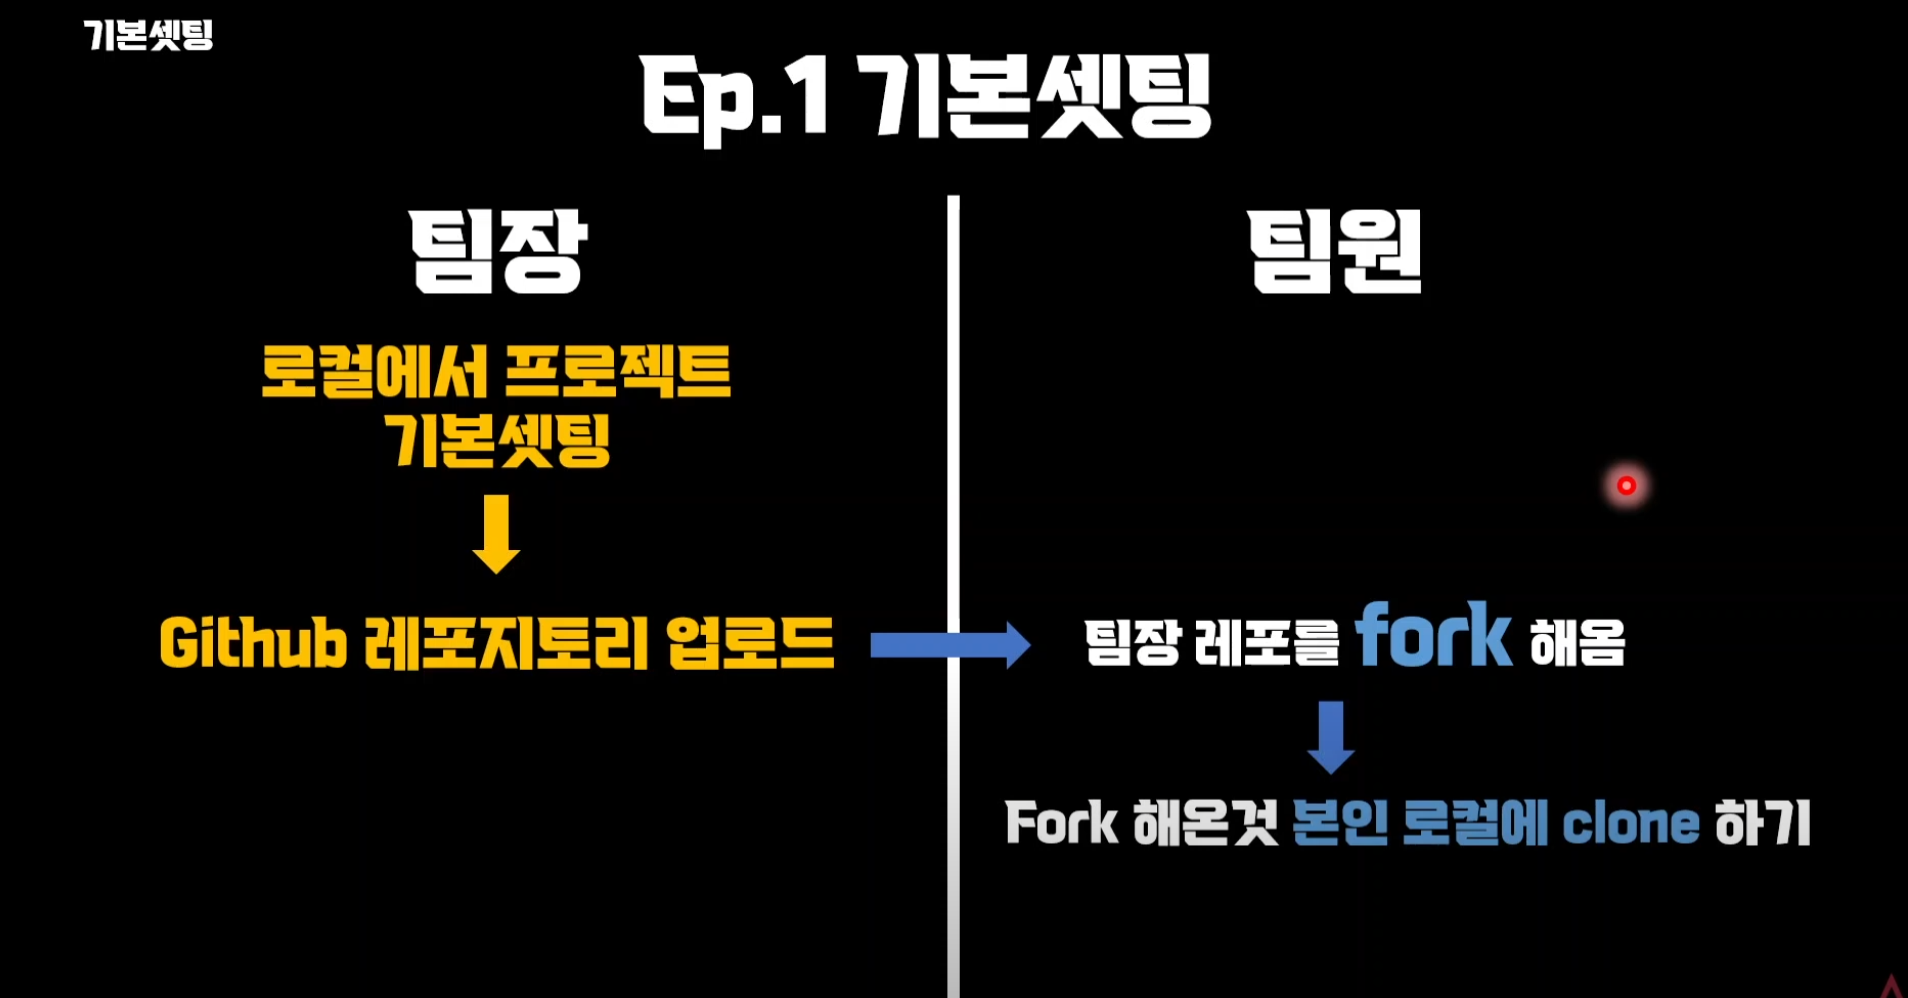 기본셋팅
Ep.1 기본셋팅
팀장
로컬에서 프로젝트
기본셋팅
Github 레포지토리 업로드
팀원
팀장 레포를 fork 해옴
Fork 해온것 본인 로컬에 clone 하기